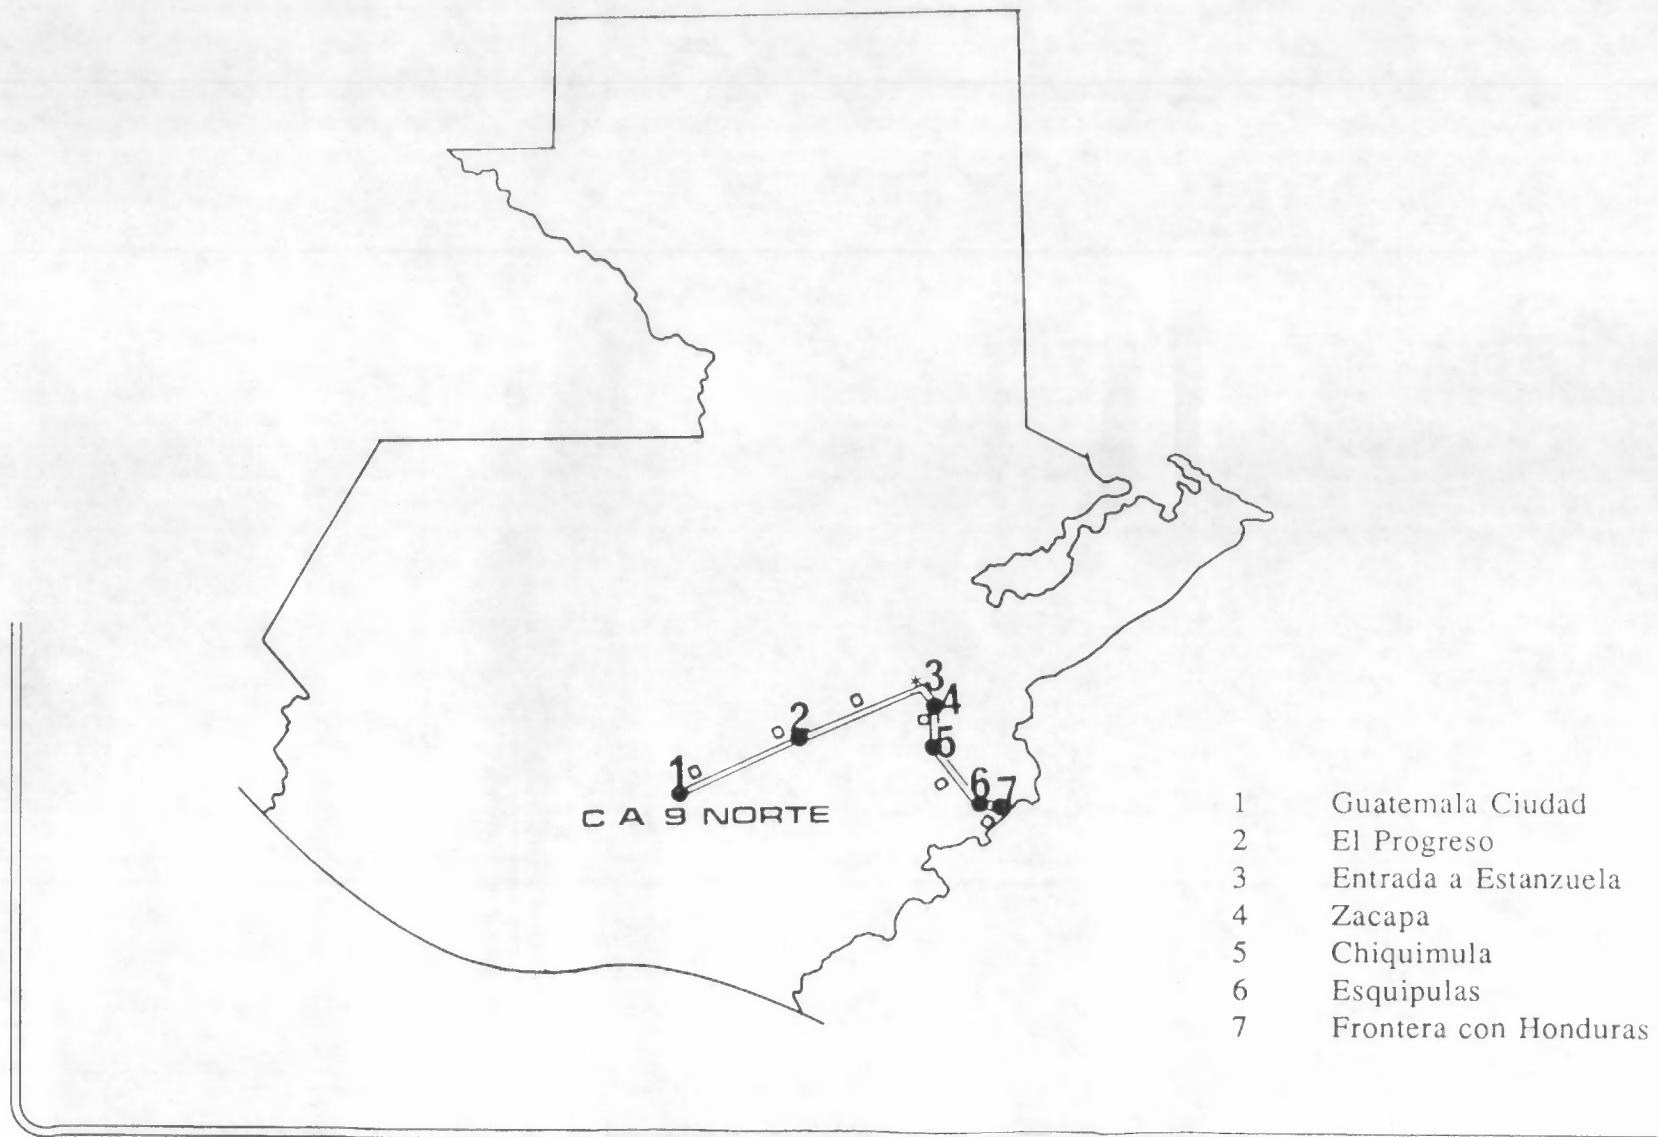 3
4
2
5
1
6 7
C A 9 NORTE
1 Guatemala Ciudad
2 El Progreso
3 Entrada a Estanzuela
4 Zacapa
5 Chiquimula
6 Esquipulas
7 Frontera con Honduras